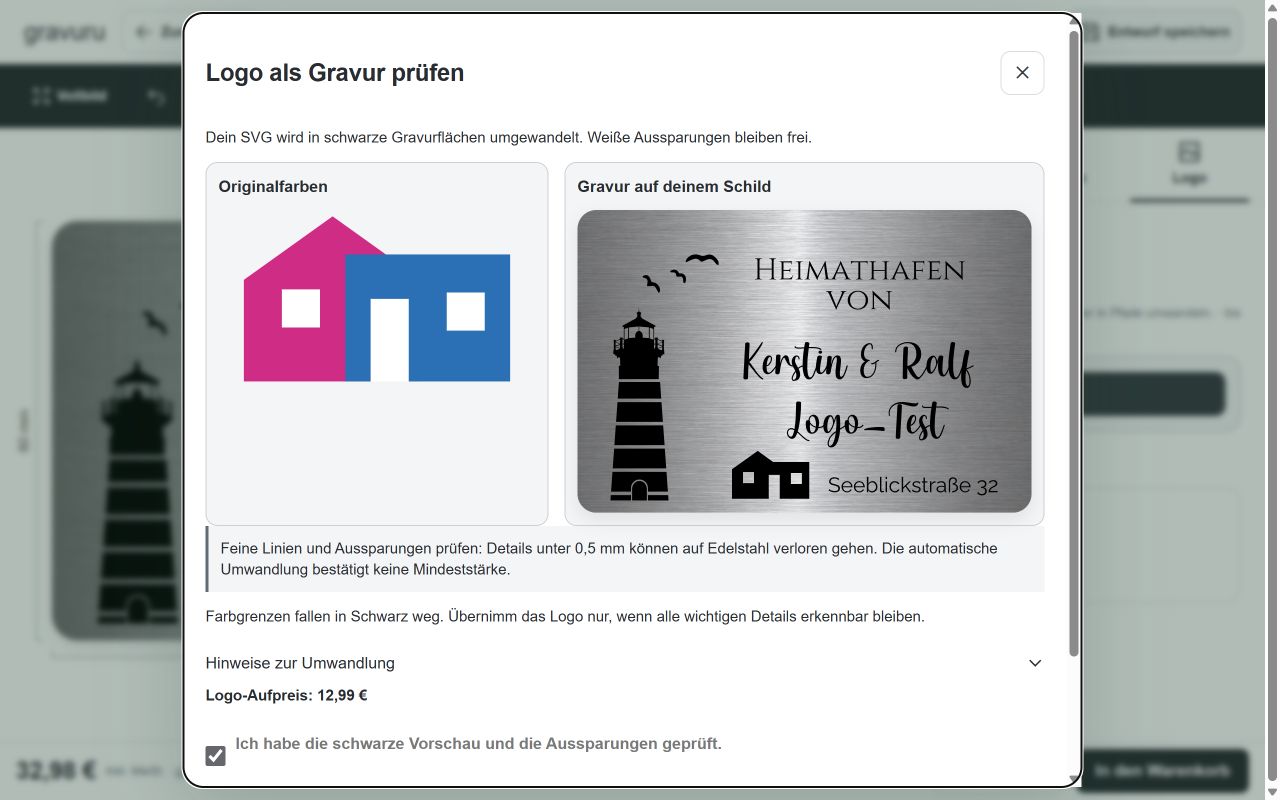 gravuru
Entwurf speichern
Vollbild
Logo
Logo als Gravur prüfen
Dein SVG wird in schwarze Gravurflächen umgewandelt. Weiße Aussparungen bleiben frei.
Originalfarben
Gravur auf deinem Schild
Heimathafen
von
Kerstin & Ralf
Logo-Test
Seeblickstraße 32
Feine Linien und Aussparungen prüfen: Details unter 0,5 mm können auf Edelstahl verloren gehen. Die automatische
Umwandlung bestätigt keine Mindeststärke.
Farbgrenzen fallen in Schwarz weg. Übernimm das Logo nur, wenn alle wichtigen Details erkennbar bleiben.
Hinweise zur Umwandlung
Logo-Aufpreis: 12,99 €
Ich habe die schwarze Vorschau und die Aussparungen geprüft.
32,98 €
In den Warenkorb